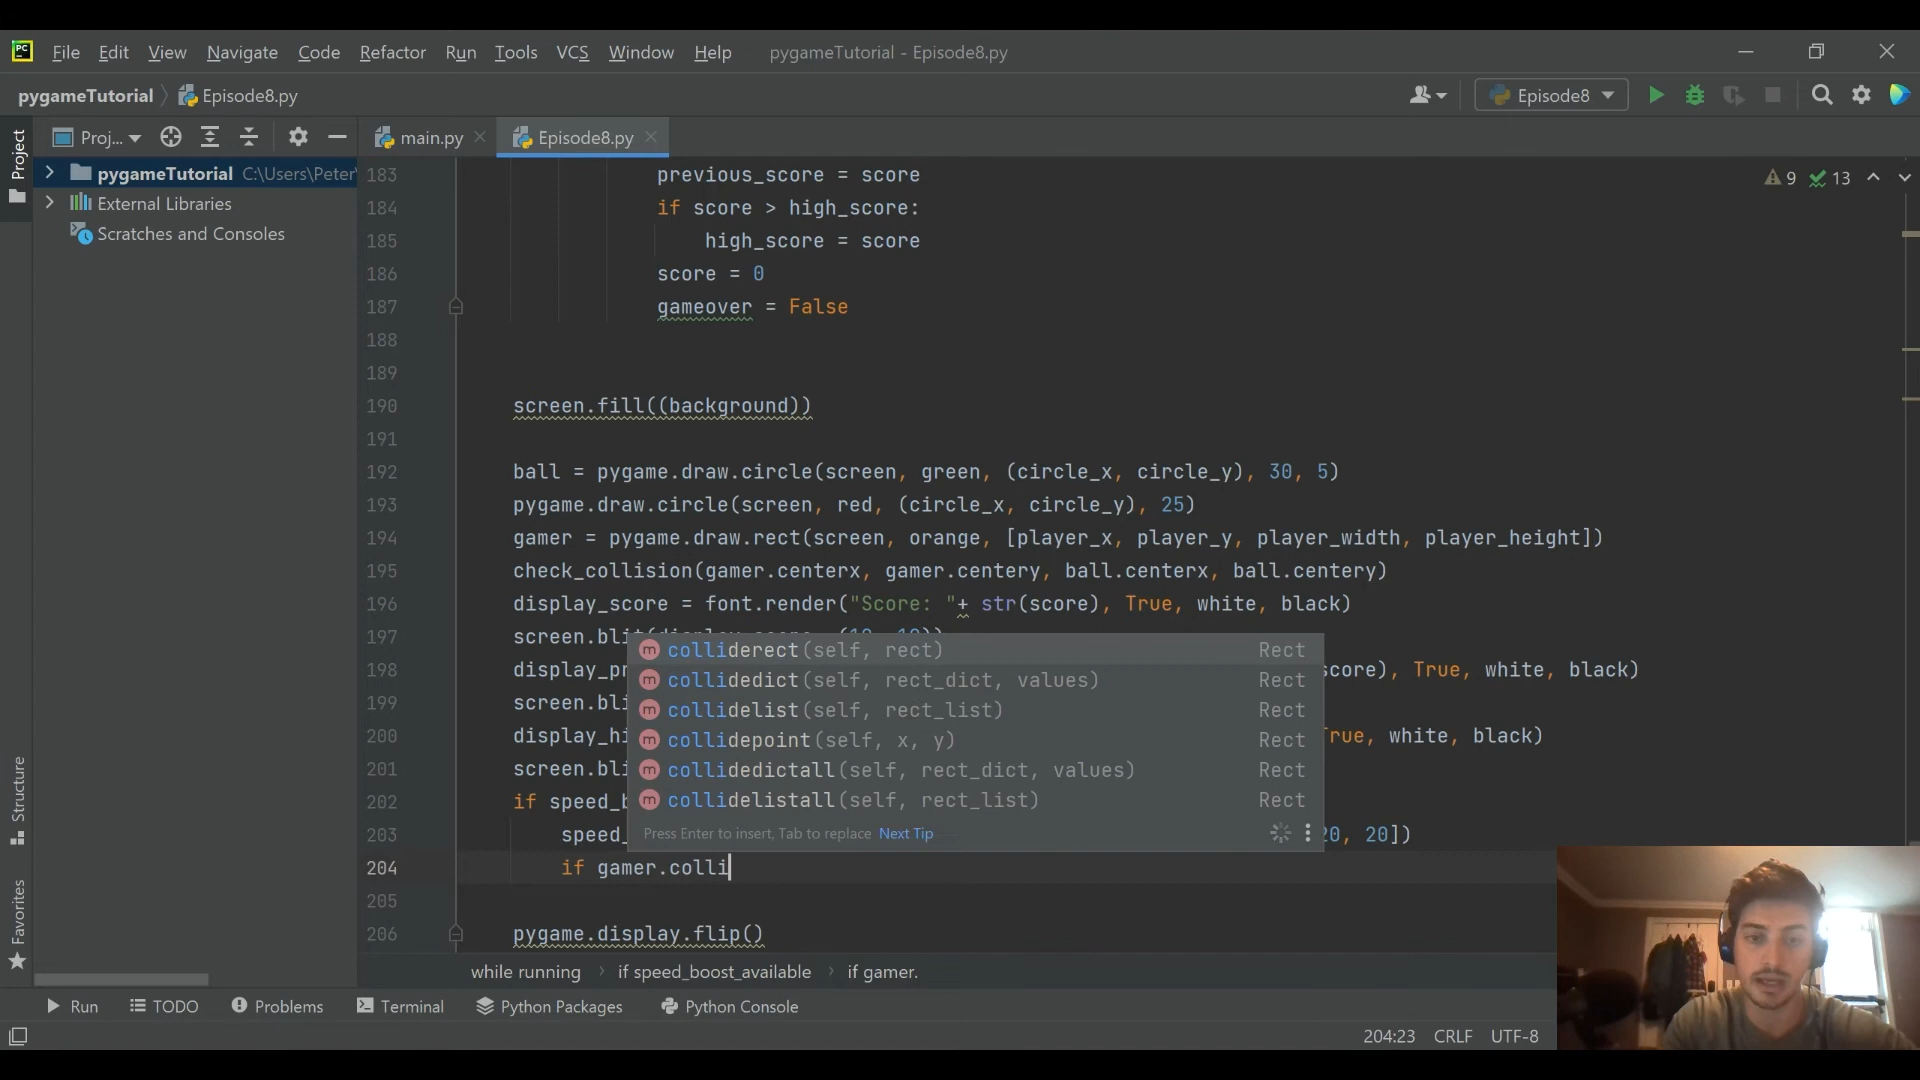 PC File Edit View Navigate Code Refactor Run Tools VCS Window Help pygameTutorial - Episode8.py
pygameTutorial Episode8.py Episode8
Project
Proj... main.py Episode8.py
pygameTutorial C:\Users\Peter\
External Libraries
Scratches and Consoles
9 13
183 previous_score = score
184 if score > high_score:
185 high_score = score
186 score = 0
187 gameover = False
188
189
190 screen.fill((background))
191
192 ball = pygame.draw.circle(screen, green, (circle_x, circle_y), 30, 5)
193 pygame.draw.circle(screen, red, (circle_x, circle_y), 25)
194 gamer = pygame.draw.rect(screen, orange, [player_x, player_y, player_width, player_height])
195 check_collision(gamer.centerx, gamer.centery, ball.centerx, ball.centery)
196 display_score = font.render("Score: "+ str(score), True, white, black)
197 screen.bli
colliderect(self, rect) Rect
198 display_pr score), True, white, black)
collidedict(self, rect_dict, values) Rect
199 screen.bli
collidelist(self, rect_list) Rect
200 display_hi True, white, black)
collidepoint(self, x, y) Rect
201 screen.bli
collidedictall(self, rect_dict, values) Rect
202 if speed_b
collidelistall(self, rect_list) Rect
203 speed_ 20, 20])
Press Enter to insert, Tab to replace Next Tip
204 if gamer.colli
205
206 pygame.display.flip()
Structure
Favorites
while running if speed_boost_available if gamer.
Run TODO Problems Terminal Python Packages Python Console
204:23 CRLF UTF-8